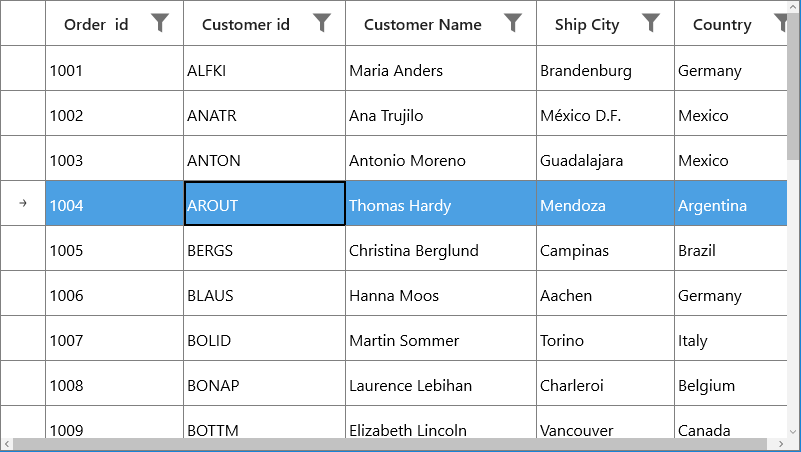 Order  id Customer id Customer Name Ship City Country
1001 ALFKI Maria Anders Brandenburg Germany
1002 ANATR Ana Trujilo México D.F. Mexico
1003 ANTON Antonio Moreno Guadalajara Mexico
1004 AROUT Thomas Hardy Mendoza Argentina
1005 BERGS Christina Berglund Campinas Brazil
1006 BLAUS Hanna Moos Aachen Germany
1007 BOLID Martin Sommer Torino Italy
1008 BONAP Laurence Lebihan Charleroi Belgium
1009 BOTTM Elizabeth Lincoln Vancouver Canada